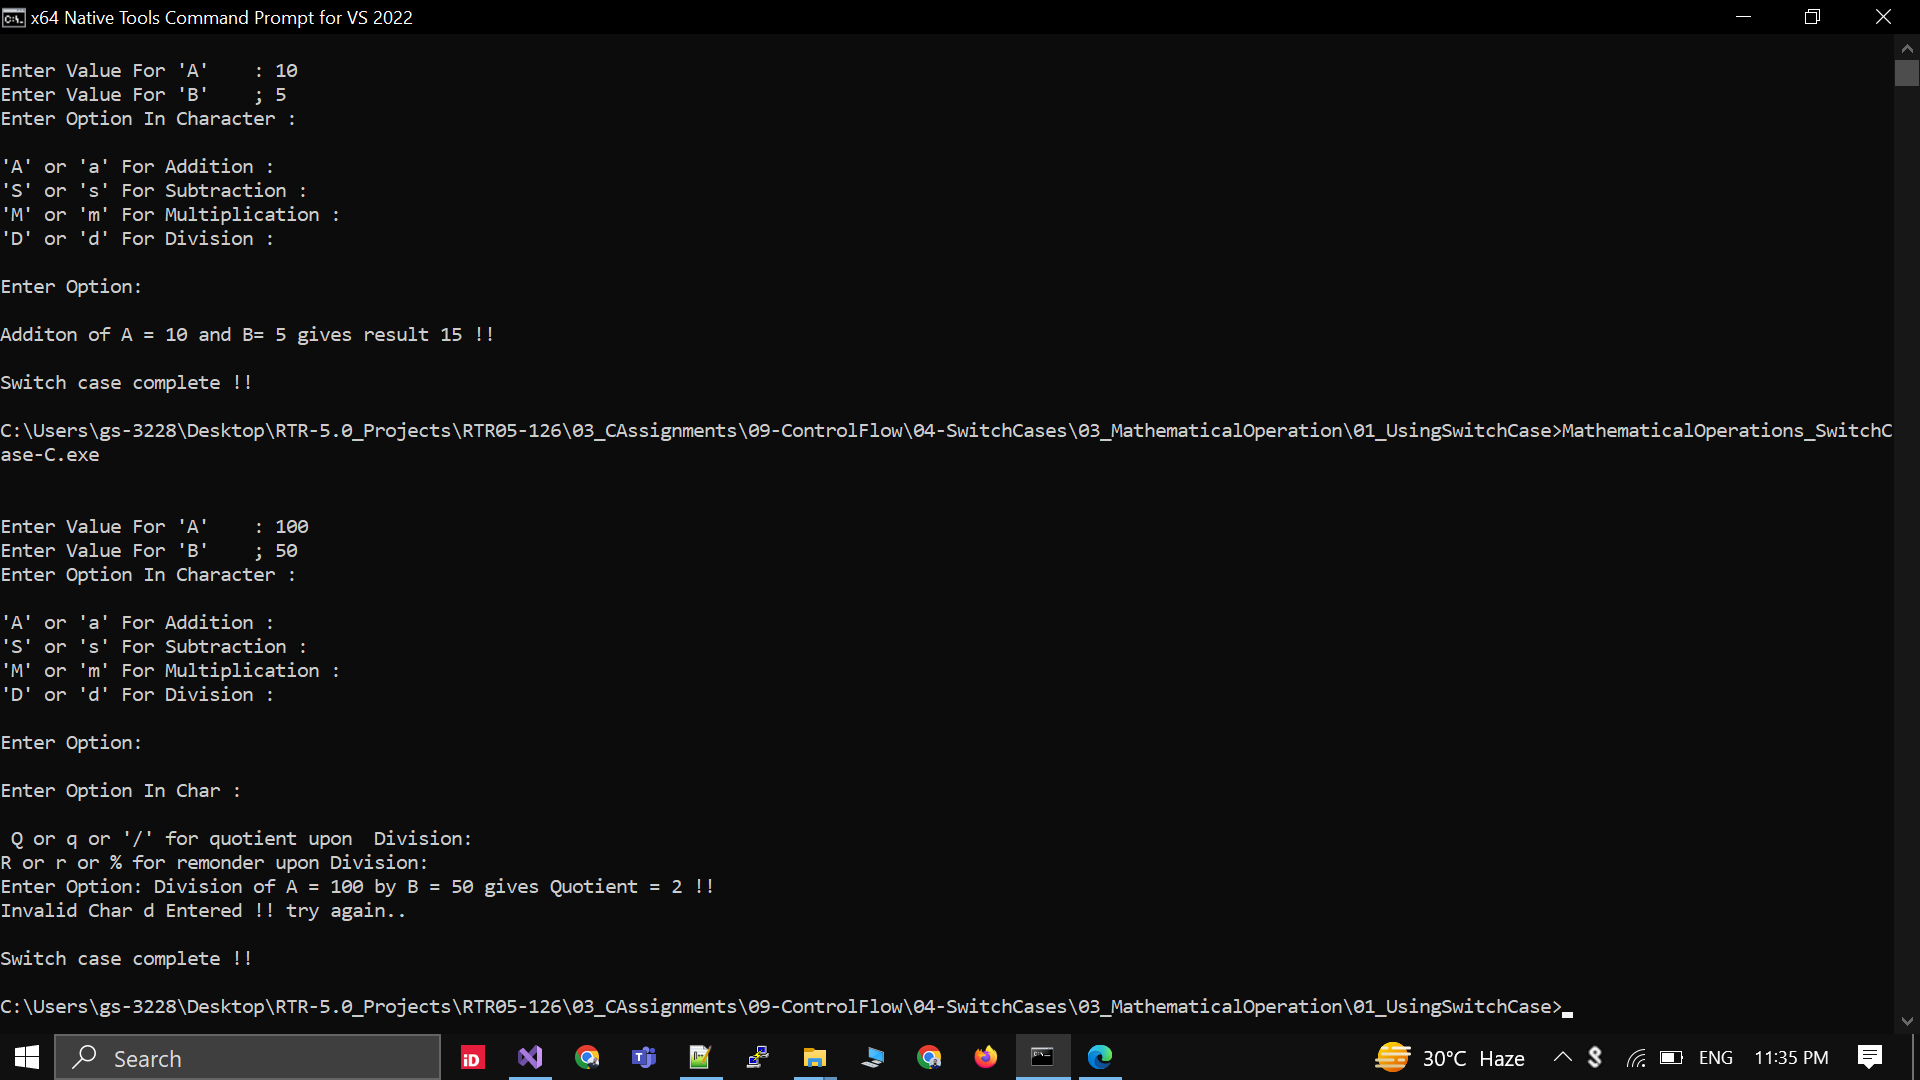 x64 Native Tools Command Prompt for VS 2022
Enter Value For 'A'    : 10
Enter Value For 'B'    ; 5
Enter Option In Character :
'A' or 'a' For Addition :
'S' or 's' For Subtraction :
'M' or 'm' For Multiplication :
'D' or 'd' For Division :
Enter Option:
Additon of A = 10 and B= 5 gives result 15 !!
Switch case complete !!
C:\Users\gs-3228\Desktop\RTR-5.0_Projects\RTR05-126\03_CAssignments\09-ControlFlow\04-SwitchCases\03_MathematicalOperation\01_UsingSwitchCase>MathematicalOperations_SwitchC
ase-C.exe
Enter Value For 'A'    : 100
Enter Value For 'B'    ; 50
Enter Option In Character :
'A' or 'a' For Addition :
'S' or 's' For Subtraction :
'M' or 'm' For Multiplication :
'D' or 'd' For Division :
Enter Option:
Enter Option In Char :
Q or q or '/' for quotient upon  Division:
R or r or % for remonder upon Division:
Enter Option: Division of A = 100 by B = 50 gives Quotient = 2 !!
Invalid Char d Entered !! try again..
Switch case complete !!
C:\Users\gs-3228\Desktop\RTR-5.0_Projects\RTR05-126\03_CAssignments\09-ControlFlow\04-SwitchCases\03_MathematicalOperation\01_UsingSwitchCase>
Search
iD
30°C Haze
ENG
11:35 PM